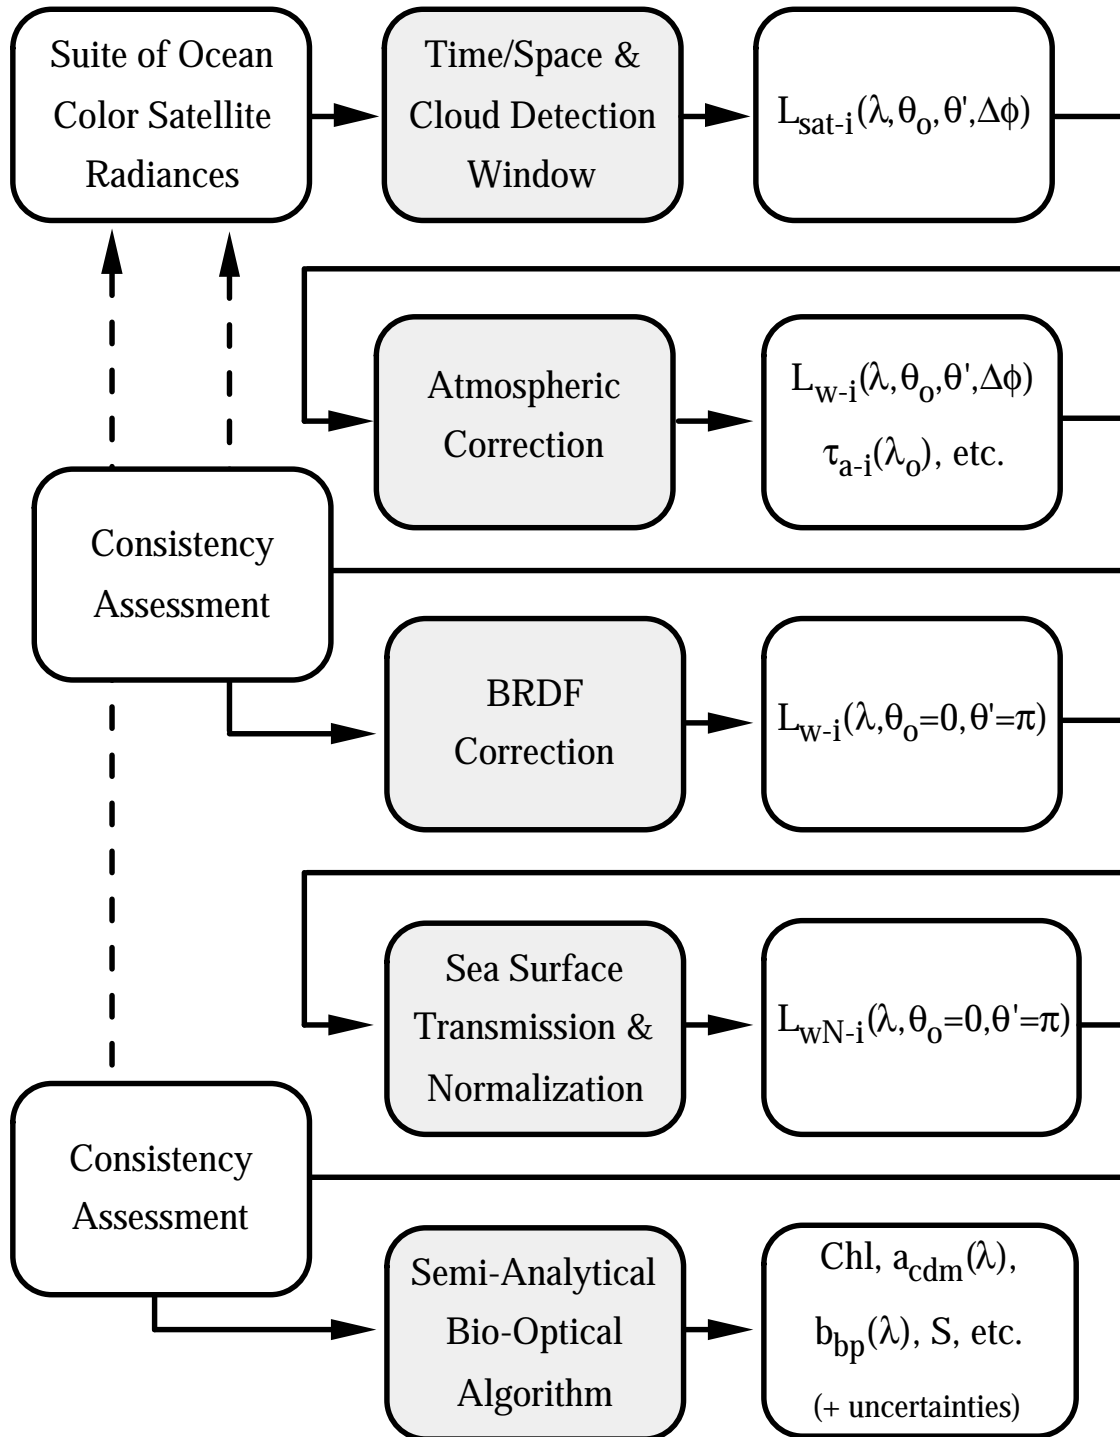 Suite of Ocean
Color Satellite
Radiances
Time/Space &
Cloud Detection
Window
L_sat-i(λ,θ_o,θ',Δϕ)
Atmospheric
Correction
L_w-i(λ,θ_o,θ',Δϕ)
τ_a-i(λ_o), etc.
Consistency
Assessment
BRDF
Correction
L_w-i(λ,θ_o=0,θ'=π)
Sea Surface
Transmission &
Normalization
L_wN-i(λ,θ_o=0,θ'=π)
Consistency
Assessment
Semi-Analytical
Bio-Optical
Algorithm
Chl, a_cdm(λ),
b_bp(λ), S, etc.
(+ uncertainties)